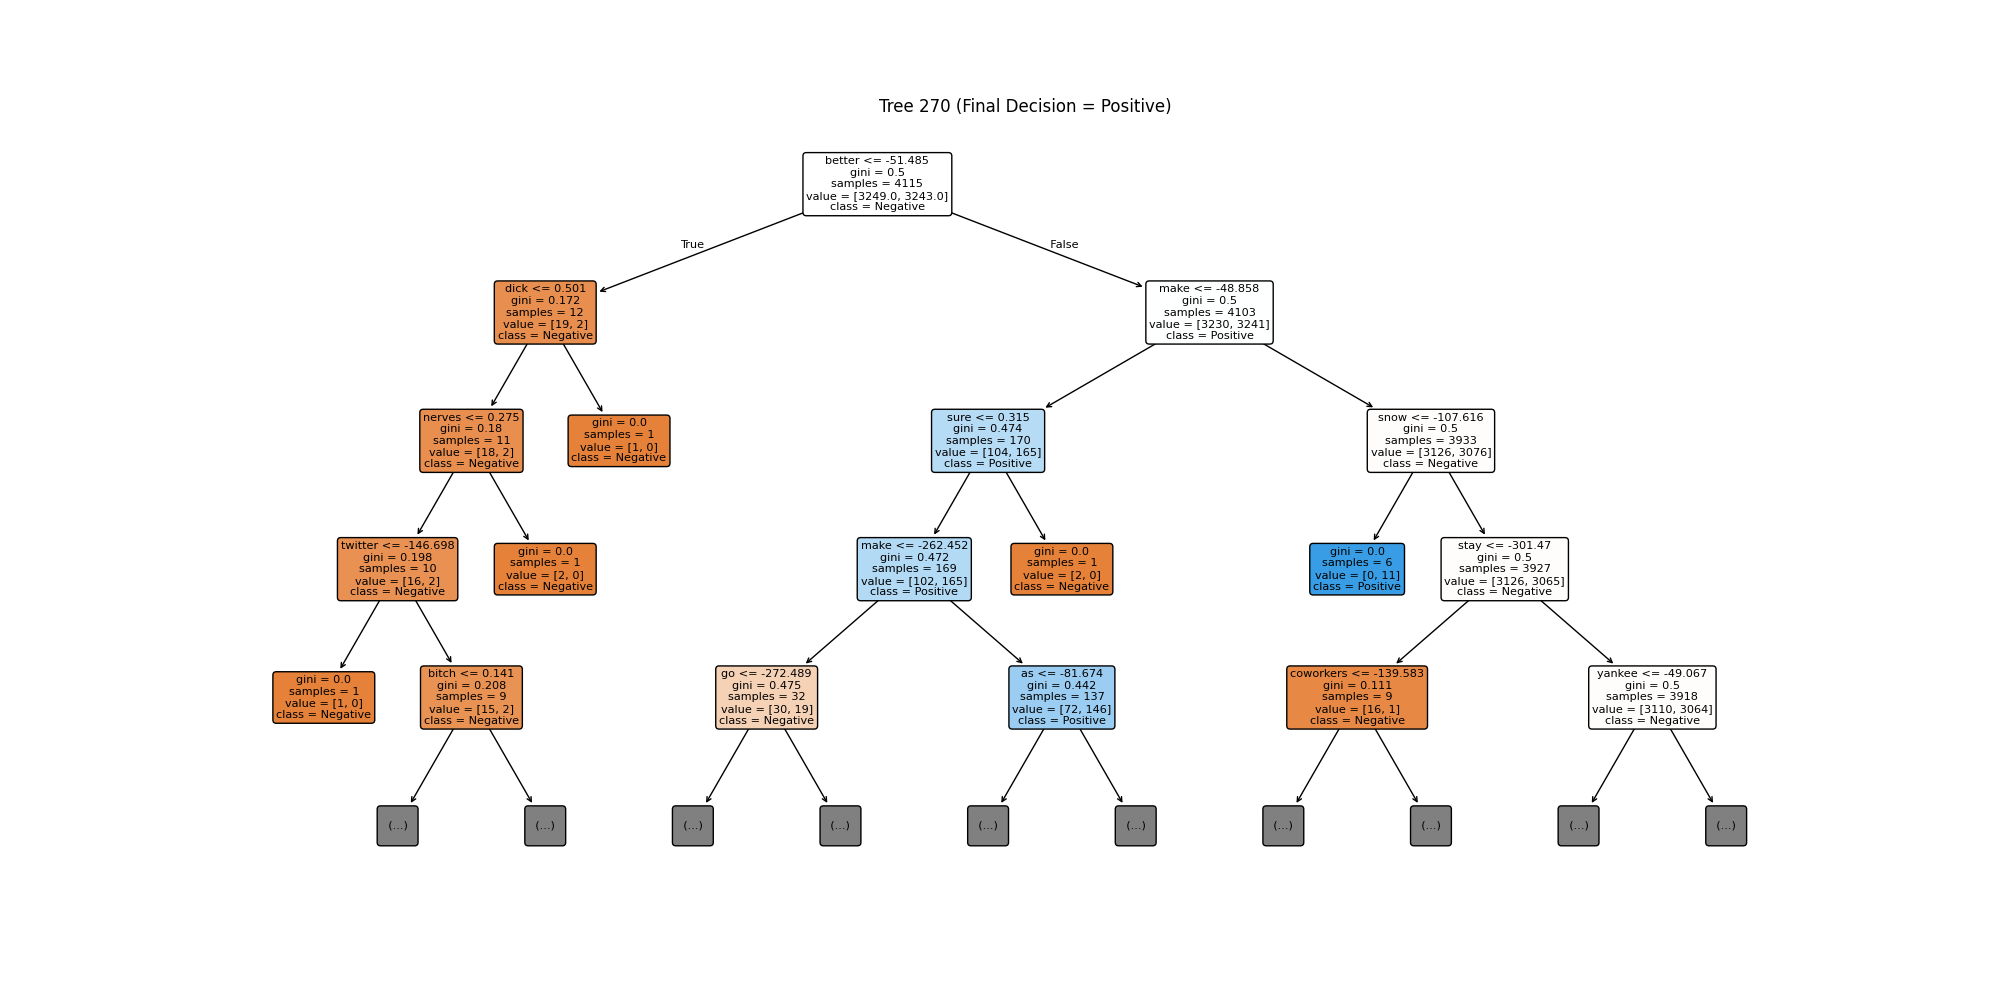 Tree 270 (Final Decision = Positive)
better <= -51.485
gini = 0.5
samples = 4115
value = [3249.0, 3243.0]
class = Negative
True
False
dick <= 0.501
gini = 0.172
samples = 12
value = [19, 2]
class = Negative
make <= -48.858
gini = 0.5
samples = 4103
value = [3230, 3241]
class = Positive
nerves <= 0.275
gini = 0.18
samples = 11
value = [18, 2]
class = Negative
gini = 0.0
samples = 1
value = [1, 0]
class = Negative
sure <= 0.315
gini = 0.474
samples = 170
value = [104, 165]
class = Positive
snow <= -107.616
gini = 0.5
samples = 3933
value = [3126, 3076]
class = Negative
twitter <= -146.698
gini = 0.198
samples = 10
value = [16, 2]
class = Negative
gini = 0.0
samples = 1
value = [2, 0]
class = Negative
make <= -262.452
gini = 0.472
samples = 169
value = [102, 165]
class = Positive
gini = 0.0
samples = 1
value = [2, 0]
class = Negative
gini = 0.0
samples = 6
value = [0, 11]
class = Positive
stay <= -301.47
gini = 0.5
samples = 3927
value = [3126, 3065]
class = Negative
gini = 0.0
samples = 1
value = [1, 0]
class = Negative
bitch <= 0.141
gini = 0.208
samples = 9
value = [15, 2]
class = Negative
go <= -272.489
gini = 0.475
samples = 32
value = [30, 19]
class = Negative
as <= -81.674
gini = 0.442
samples = 137
value = [72, 146]
class = Positive
coworkers <= -139.583
gini = 0.111
samples = 9
value = [16, 1]
class = Negative
yankee <= -49.067
gini = 0.5
samples = 3918
value = [3110, 3064]
class = Negative
(...)
(...)
(...)
(...)
(...)
(...)
(...)
(...)
(...)
(...)